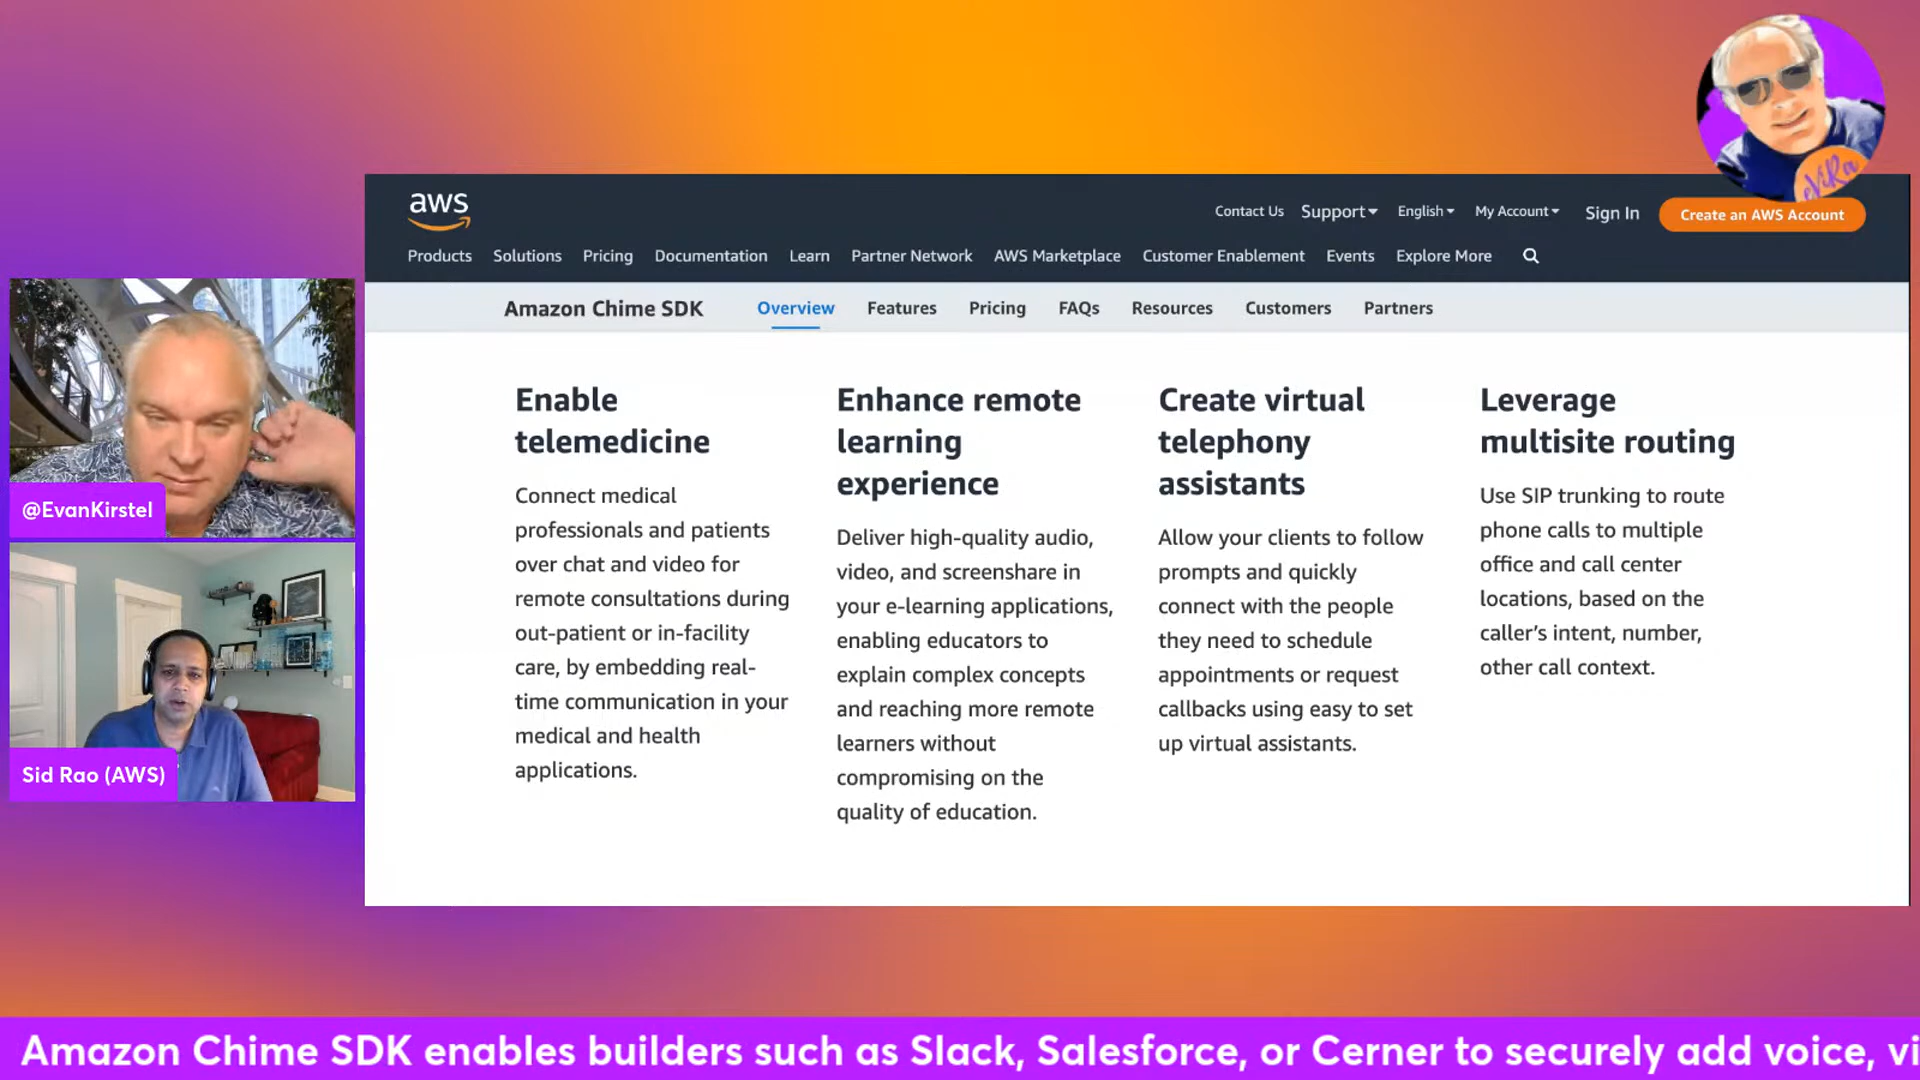 eViRa
aws
Contact Us Support English My Account Sign In Create an AWS Account
Products Solutions Pricing Documentation Learn Partner Network AWS Marketplace Customer Enablement Events Explore More
Amazon Chime SDK Overview Features Pricing FAQs Resources Customers Partners
Enable
telemedicine
Connect medical
professionals and patients
over chat and video for
remote consultations during
out-patient or in-facility
care, by embedding real-
time communication in your
medical and health
applications.
Enhance remote
learning
experience
Deliver high-quality audio,
video, and screenshare in
your e-learning applications,
enabling educators to
explain complex concepts
and reaching more remote
learners without
compromising on the
quality of education.
Create virtual
telephony
assistants
Allow your clients to follow
prompts and quickly
connect with the people
they need to schedule
appointments or request
callbacks using easy to set
up virtual assistants.
Leverage
multisite routing
Use SIP trunking to route
phone calls to multiple
office and call center
locations, based on the
caller's intent, number,
other call context.
@EvanKirstel
Sid Rao (AWS)
Amazon Chime SDK enables builders such as Slack, Salesforce, or Cerner to securely add voice, vi